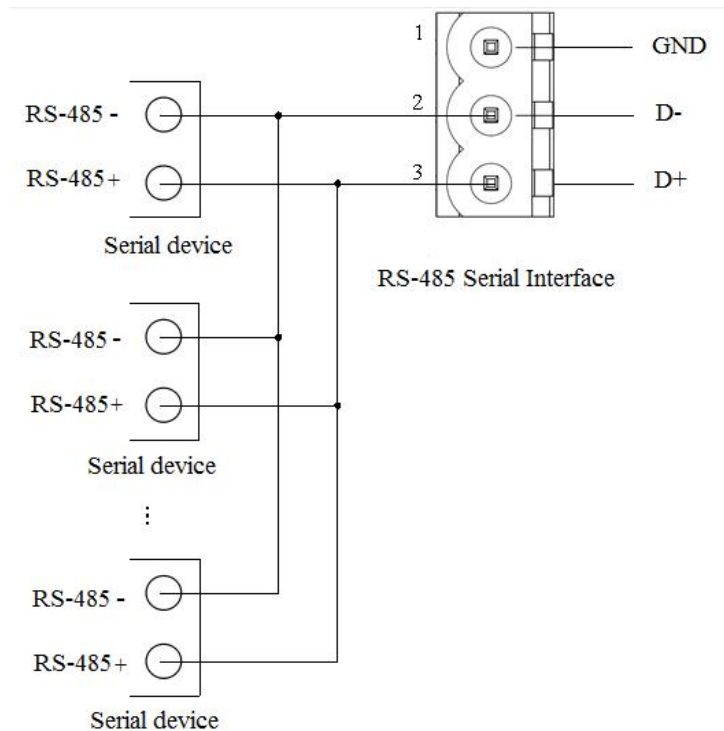 1
GND
RS-485 -
2
D-
RS-485+
3
D+
Serial device
RS-485 Serial Interface
RS-485 -
RS-485+
Serial device
⋮
RS-485 -
RS-485+
Serial device